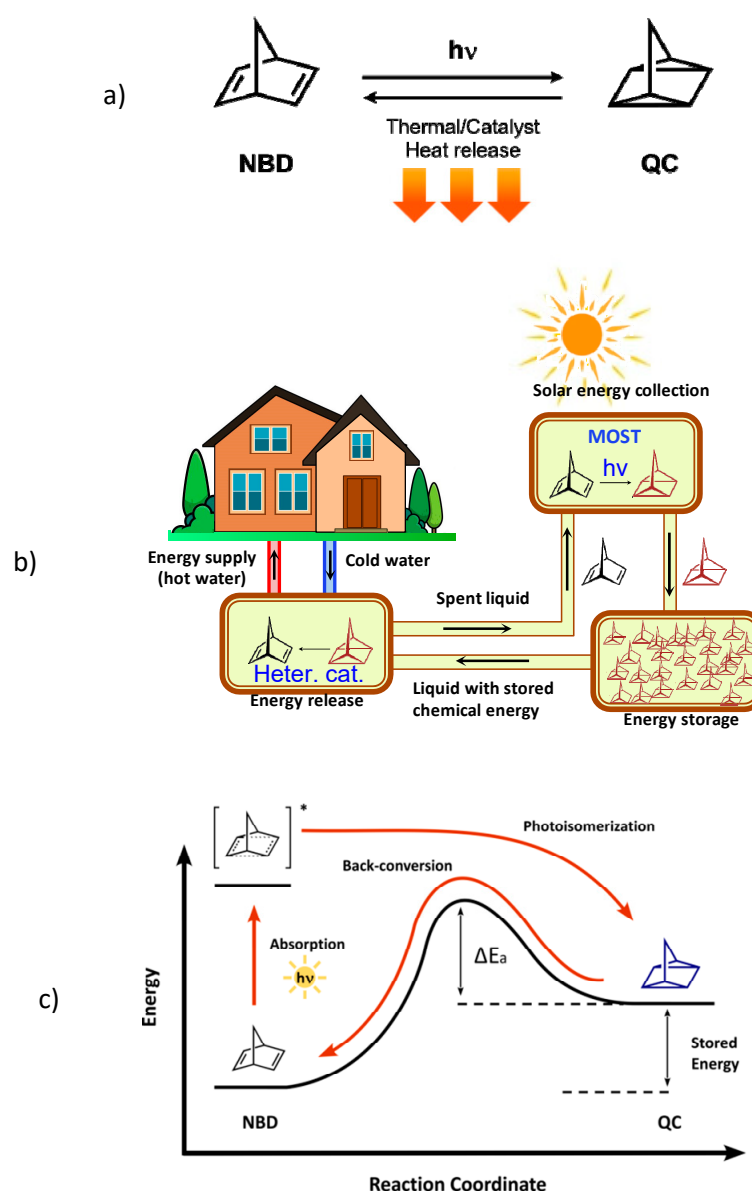 a)
hν
Thermal/Catalyst
Heat release
NBD
QC
b)
Solar energy collection
MOST
hν
Energy supply
(hot water)
Cold water
Spent liquid
Heter. cat.
Energy release
Liquid with stored
chemical energy
Energy storage
c)
*
Photoisomerization
Back-conversion
Absorption
hν
ΔEa
Stored
Energy
Energy
NBD
QC
Reaction Coordinate